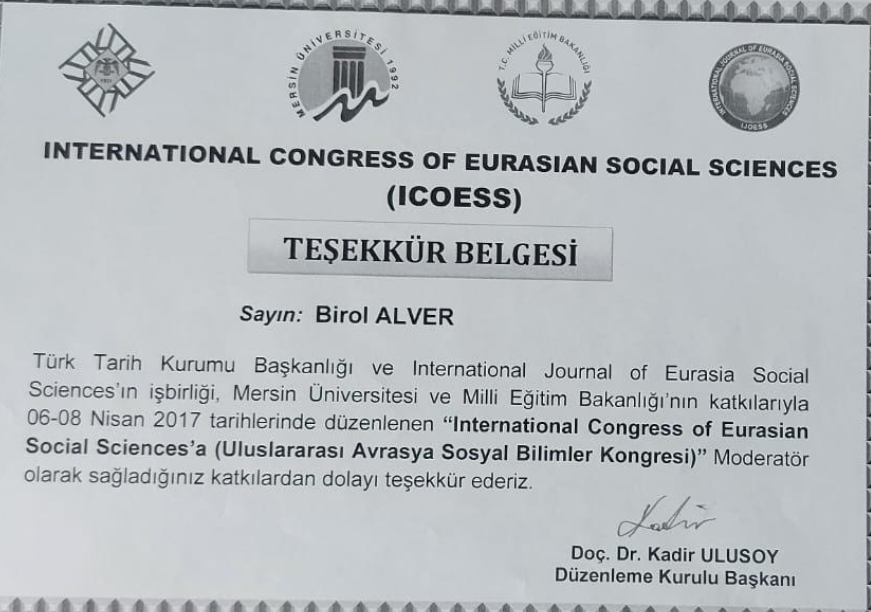 MERSİN ÜNİVERSİTESİ 1992
T.C. MİLLİ EĞİTİM BAKANLIĞI
INTERNATIONAL JOURNAL OF EURASIA SOCIAL SCIENCES
IJOESS
INTERNATIONAL CONGRESS OF EURASIAN SOCIAL SCIENCES
(ICOESS)
TEŞEKKÜR BELGESİ
Sayın: Birol ALVER
Türk Tarih Kurumu Başkanlığı ve International Journal of Eurasia Social
Sciences'ın işbirliği, Mersin Üniversitesi ve Milli Eğitim Bakanlığı'nın katkılarıyla
06-08 Nisan 2017 tarihlerinde düzenlenen “International Congress of Eurasian
Social Sciences'a (Uluslararası Avrasya Sosyal Bilimler Kongresi)” Moderatör
olarak sağladığınız katkılardan dolayı teşekkür ederiz.
Kadir
Doç. Dr. Kadir ULUSOY
Düzenleme Kurulu Başkanı